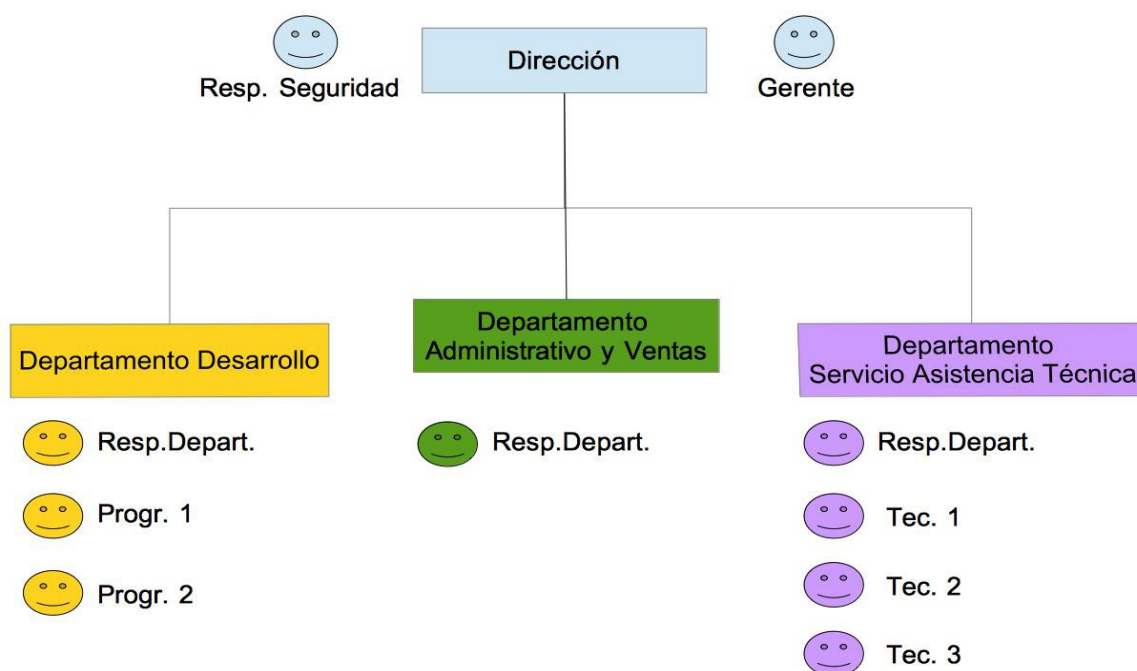 Dirección
Resp. Seguridad
Gerente
Departamento Desarrollo
Resp.Depart.
Progr. 1
Progr. 2
Departamento
Administrativo y Ventas
Resp.Depart.
Departamento
Servicio Asistencia Técnica
Resp.Depart.
Tec. 1
Tec. 2
Tec. 3